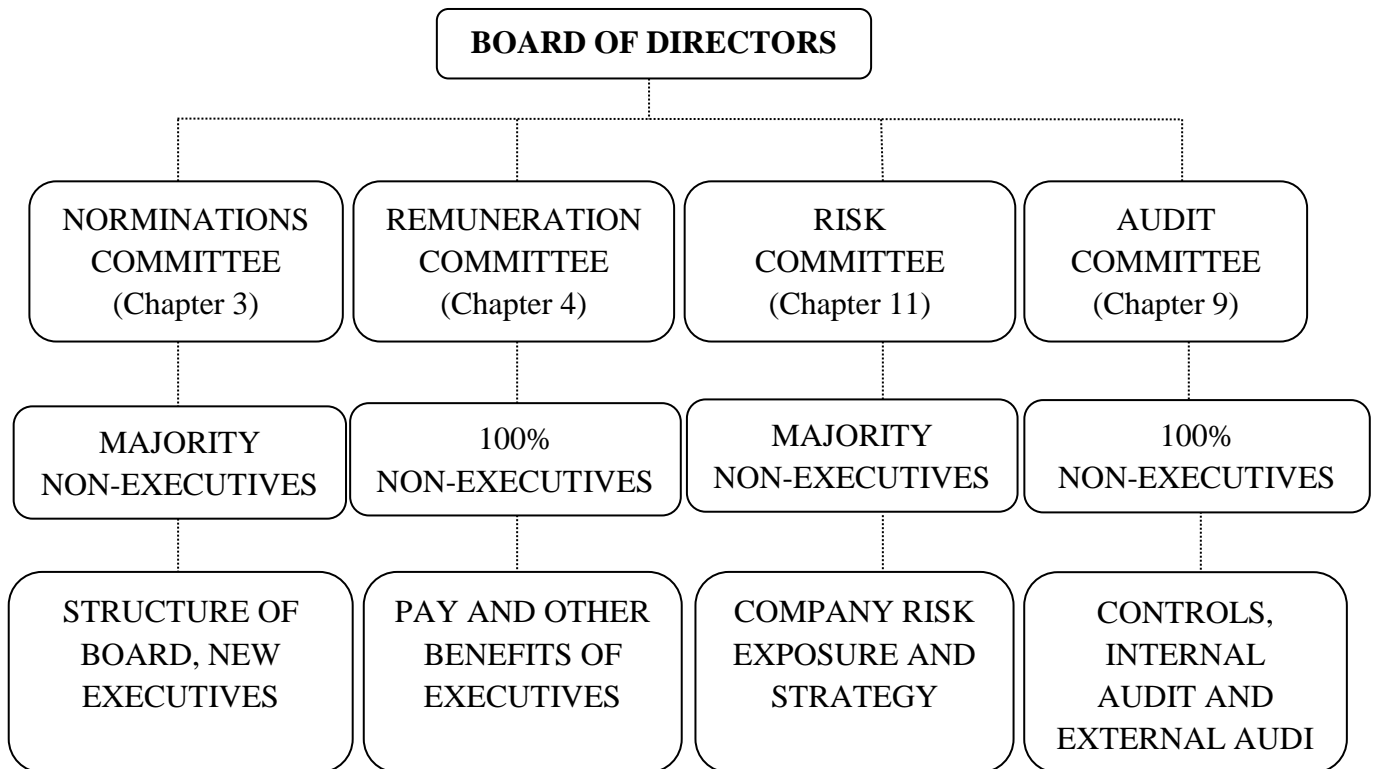 BOARD OF DIRECTORS
NORMINATIONS
COMMITTEE
(Chapter 3)
REMUNERATION
COMMITTEE
(Chapter 4)
RISK
COMMITTEE
(Chapter 11)
AUDIT
COMMITTEE
(Chapter 9)
MAJORITY
NON-EXECUTIVES
100%
NON-EXECUTIVES
MAJORITY
NON-EXECUTIVES
100%
NON-EXECUTIVES
STRUCTURE OF
BOARD, NEW
EXECUTIVES
PAY AND OTHER
BENEFITS OF
EXECUTIVES
COMPANY RISK
EXPOSURE AND
STRATEGY
CONTROLS,
INTERNAL
AUDIT AND
EXTERNAL AUDI